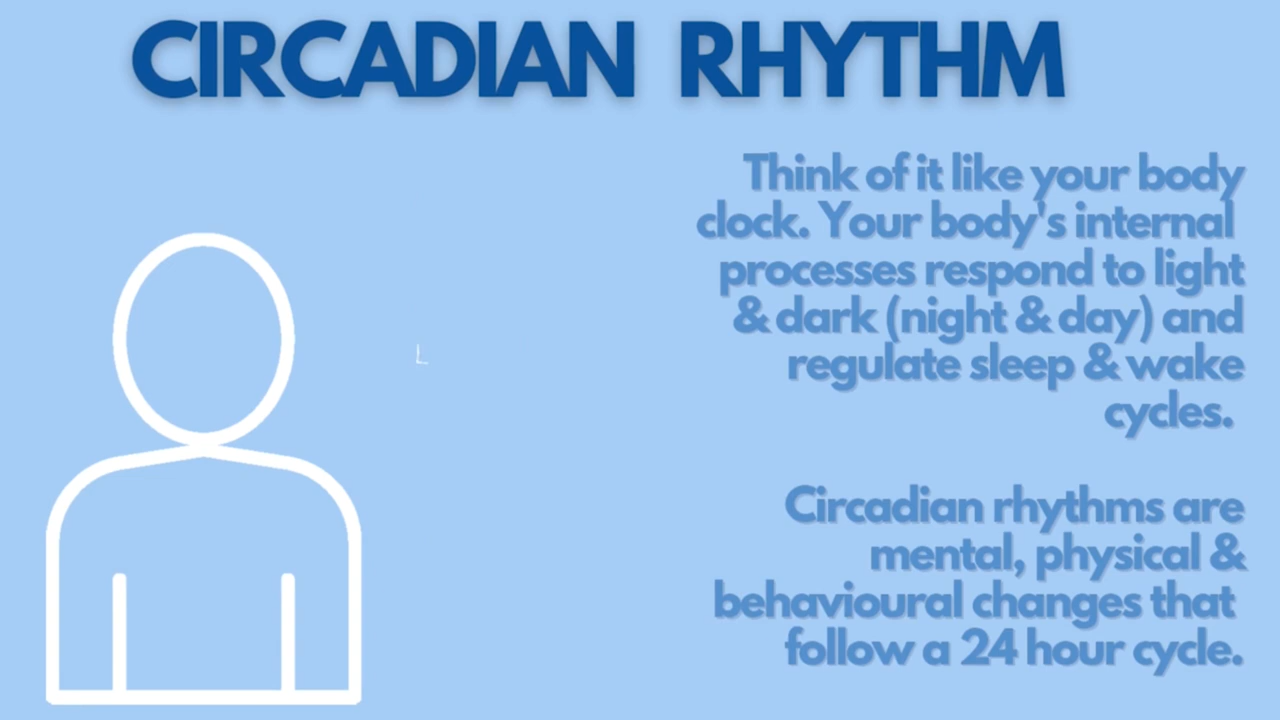 CIRCADIAN RHYTHM
Think of it like your body
clock. Your body's internal
processes respond to light
& dark (night & day) and
regulate sleep & wake
cycles.
Circadian rhythms are
mental, physical &
behavioural changes that
follow a 24 hour cycle.